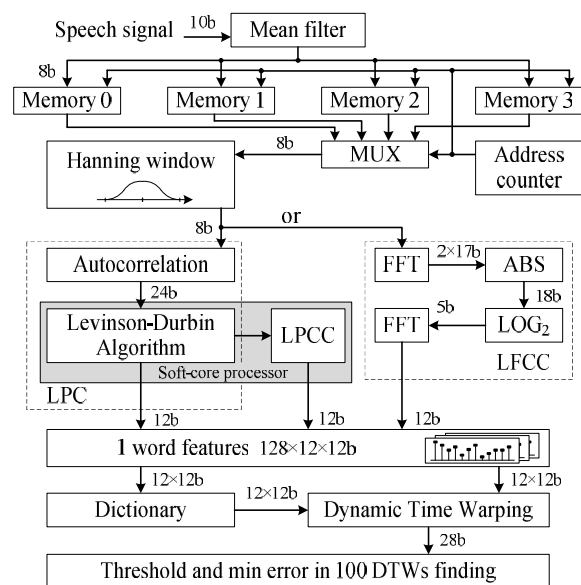 Speech signal
10b
Mean filter
8b
Memory 0
Memory 1
Memory 2
Memory 3
Hanning window
8b
MUX
Address
counter
8b
or
Autocorrelation
FFT
2×17b
ABS
24b
18b
Levinson-Durbin
Algorithm
LPCC
FFT
5b
LOG2
Soft-core processor
LPC
LFCC
12b
12b
12b
1 word features 128×12×12b
12×12b
12×12b
12×12b
Dictionary
Dynamic Time Warping
28b
Threshold and min error in 100 DTWs finding